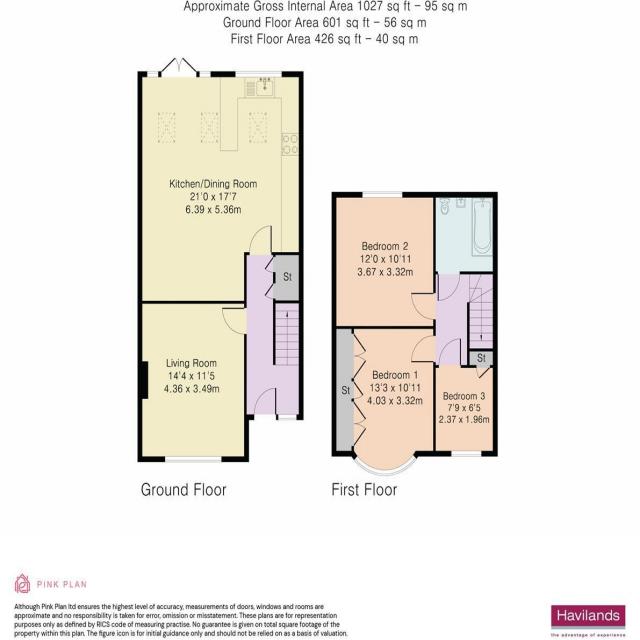 Approximate Gross Internal Area 1027 sq ft – 95 sq m
Ground Floor Area 601 sq ft – 56 sq m
First Floor Area 426 sq ft – 40 sq m
Kitchen/Dining Room
21'0 x 17'7
6.39 x 5.36m
St
Living Room
14'4 x 11'5
4.36 x 3.49m
Ground Floor
Bedroom 2
12'0 x 10'11
3.67 x 3.32m
St
Bedroom 1
13'3 x 10'11
4.03 x 3.32m
St
Bedroom 3
7'9 x 6'5
2.37 x 1.96m
First Floor
PINK PLAN
Although Pink Plan ltd ensures the highest level of accuracy, measurements of doors, windows and rooms are
approximate and no responsibility is taken for error, omission or misstatement. These plans are for representation
purposes only as defined by RICS code of measuring practise. No guarantee is given on total square footage of the
property within this plan. The figure icon is for initial guidance only and should not be relied on as a basis of valuation.
Havilands
the advantage of experience